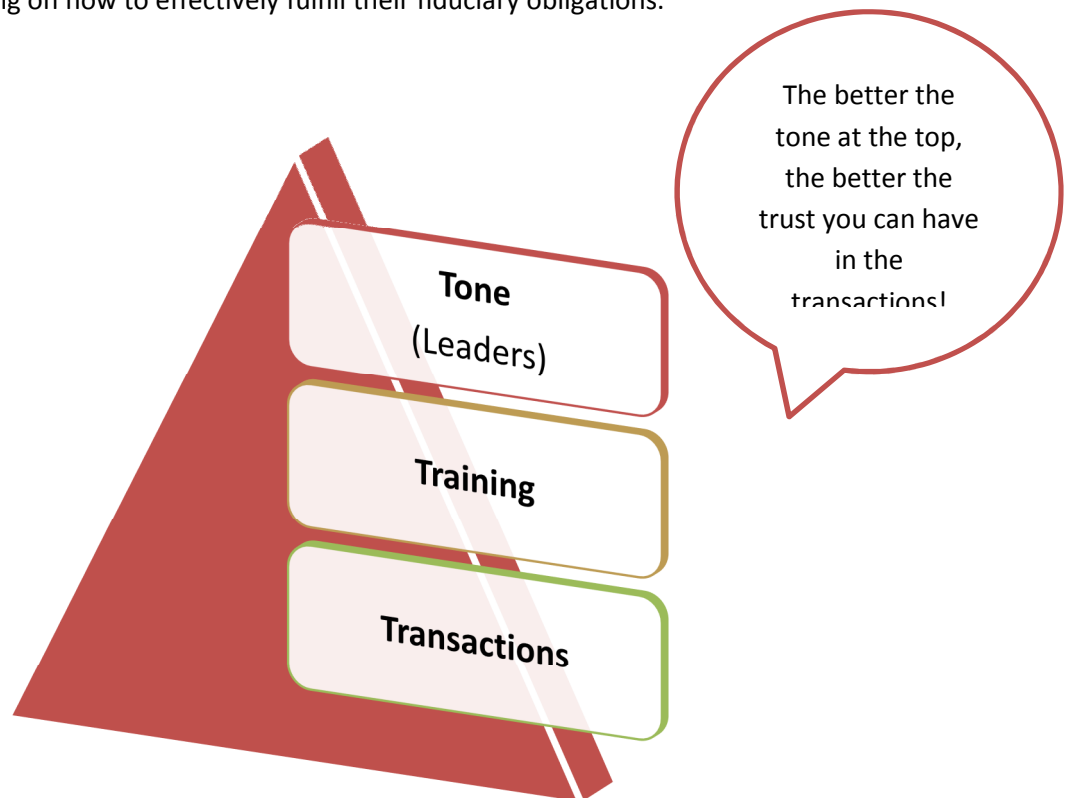 ng on how to effectively fulfill their fiduciary obligations.
The better the
tone at the top,
the better the
trust you can have
in the
transactions!
Tone
(Leaders)
Training
Transactions